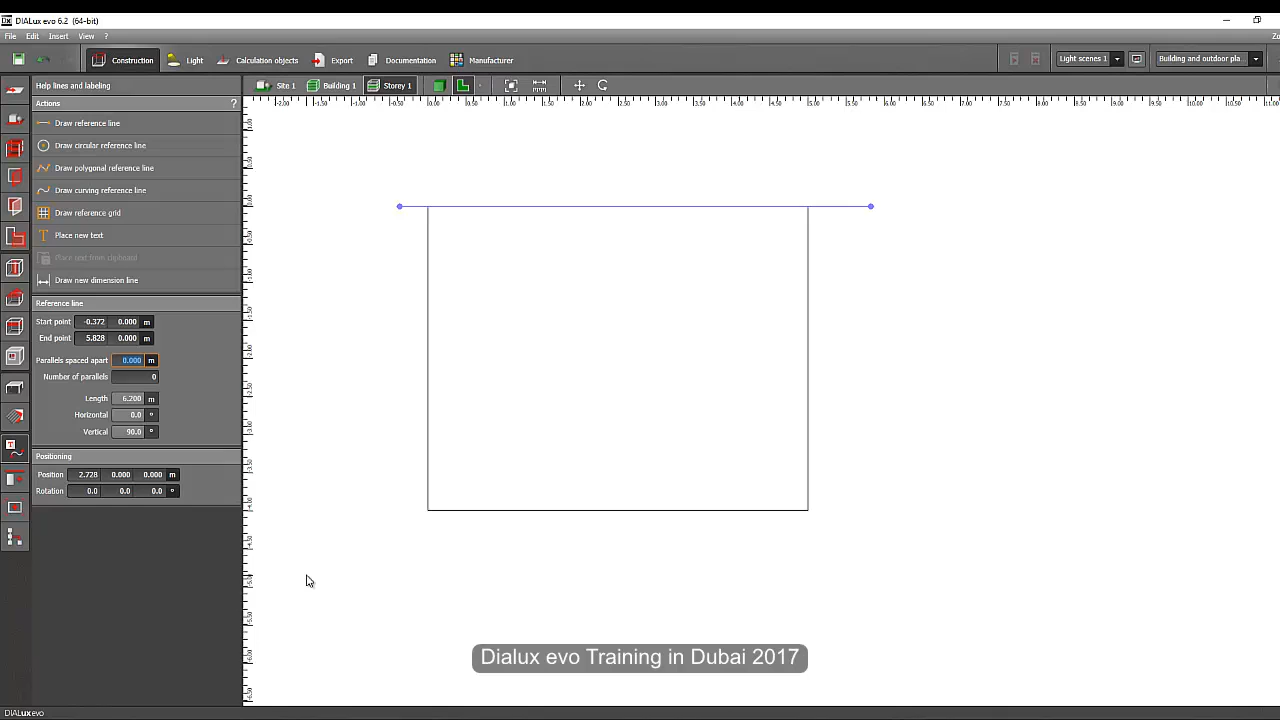 DIALux evo 6.2 (64-bit)
File Edit Insert View ?
Construction Light Calculation objects Export Documentation Manufacturer Light scenes 1 Building and outdoor pla...
Help lines and labeling Site 1 Building 1 Storey 1
Actions ?
Draw reference line
Draw circular reference line
Draw polygonal reference line
Draw curving reference line
Draw reference grid
Place new text
Place text from clipboard
Draw new dimension line
Reference line
Start point -0.372 0.000 m
End point 5.828 0.000 m
Parallels spaced apart 0.000 m
Number of parallels 0
Length 6.200 m
Horizontal 0.0 °
Vertical 90.0 °
Positioning
Position 2.728 0.000 0.000 m
Rotation 0.0 0.0 0.0 °
Dialux evo Training in Dubai 2017
DIALux evo